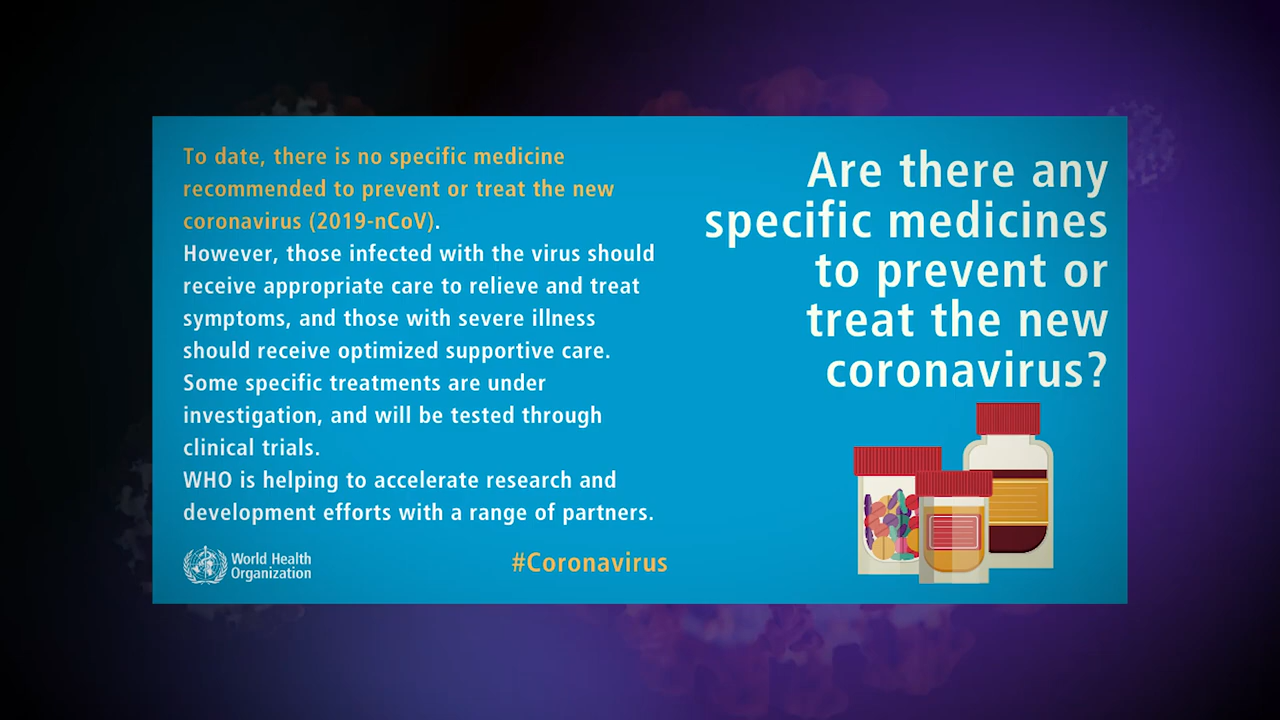 To date, there is no specific medicine
recommended to prevent or treat the new
coronavirus (2019-nCoV).
However, those infected with the virus should
receive appropriate care to relieve and treat
symptoms, and those with severe illness
should receive optimized supportive care.
Some specific treatments are under
investigation, and will be tested through
clinical trials.
WHO is helping to accelerate research and
development efforts with a range of partners.
World Health
Organization
#Coronavirus
Are there any
specific medicines
to prevent or
treat the new
coronavirus?